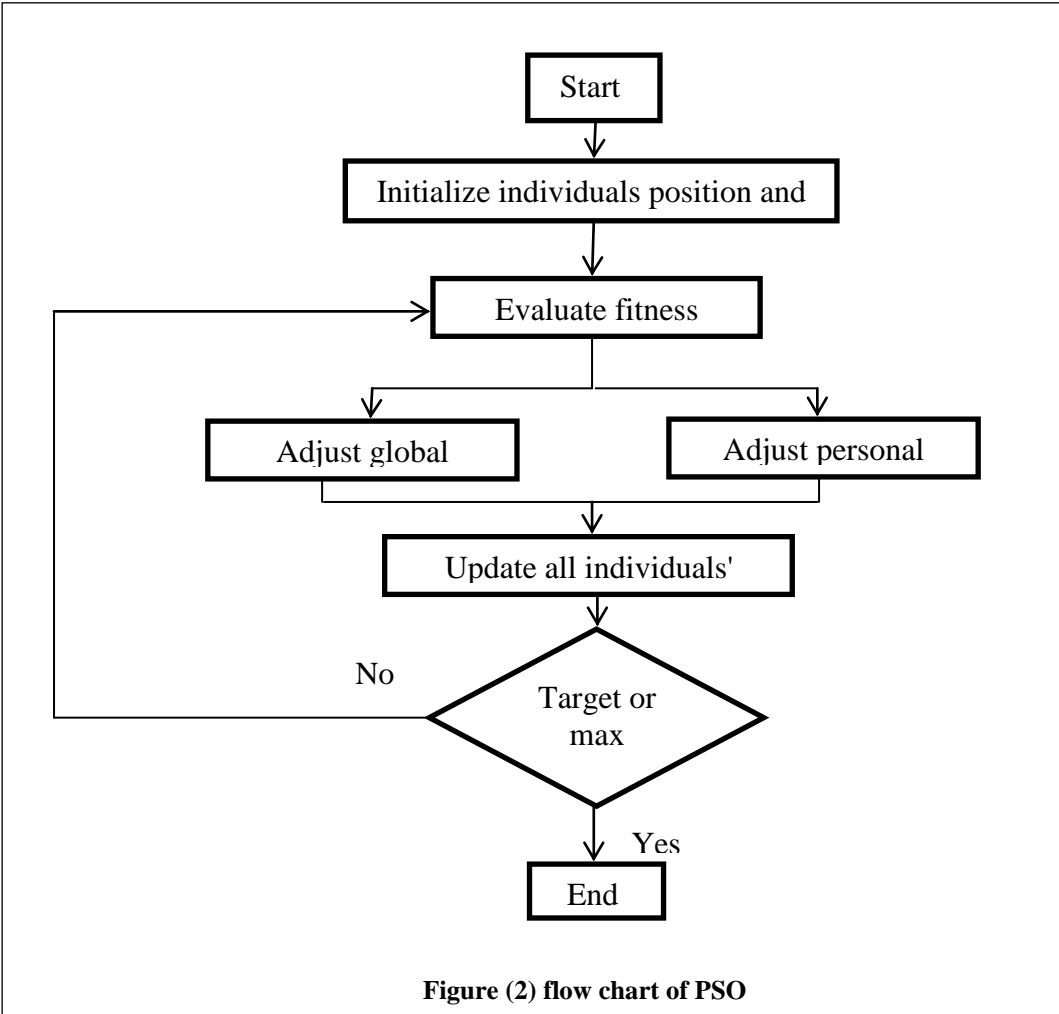 Start
Initialize individuals position and
Evaluate fitness
Adjust global
Adjust personal
Update all individuals'
No
Target or
max
Yes
End
Figure (2) flow chart of PSO